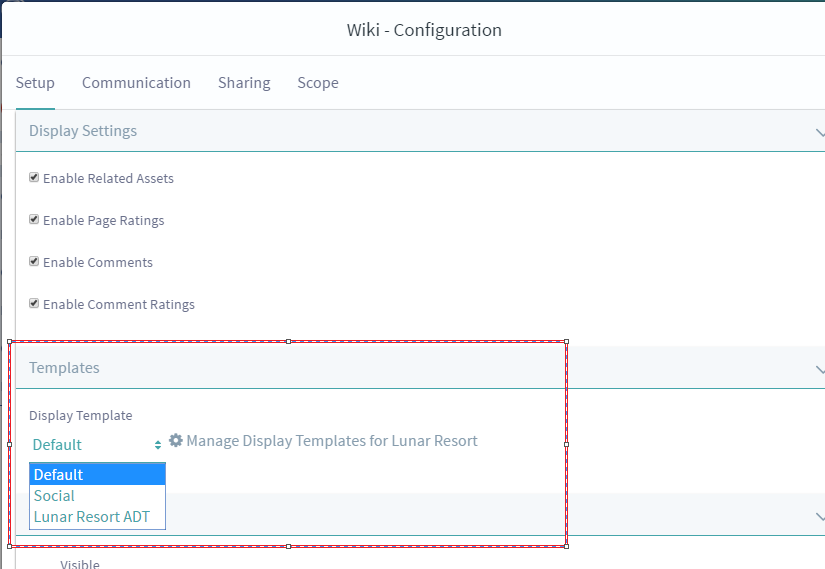 Wiki - Configuration
Setup Communication Sharing Scope
Display Settings
Enable Related Assets
Enable Page Ratings
Enable Comments
Enable Comment Ratings
Templates
Display Template
Default Manage Display Templates for Lunar Resort
Default
Social
Lunar Resort ADT
Visible